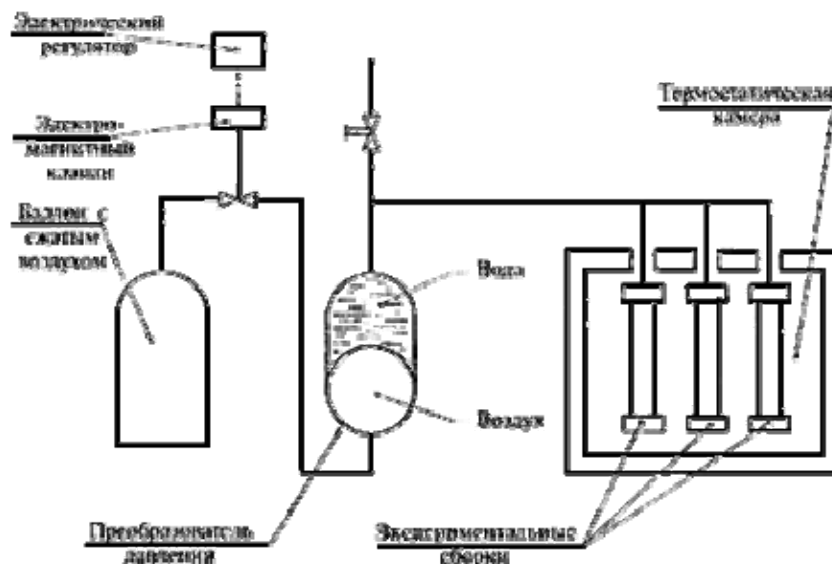 Электрический
регулятор
Электро-
магнитный
клапан
Баллон с
сжатым
воздухом
Термостатическая
камера
Вода
Воздух
Преобразователь
давления
Экспериментальные
сборки